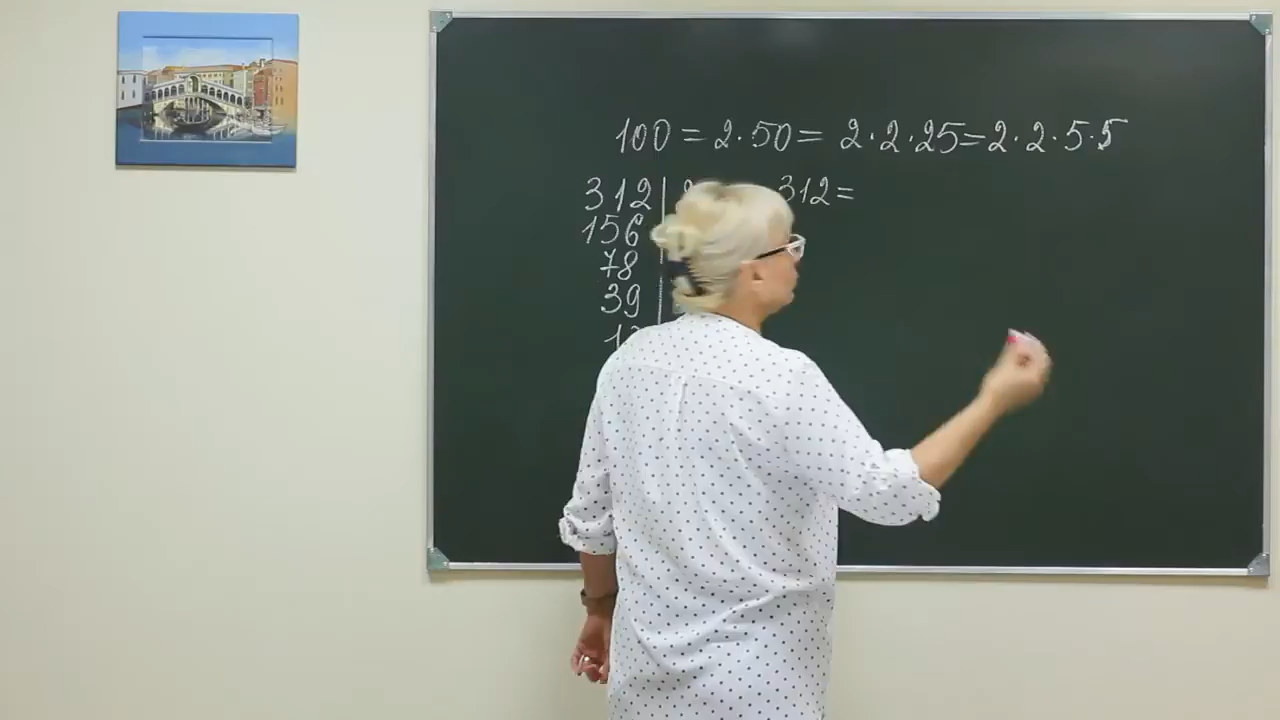 100 = 2·50 = 2·2·25=2·2·5·5
312 | 312=
156
78
39